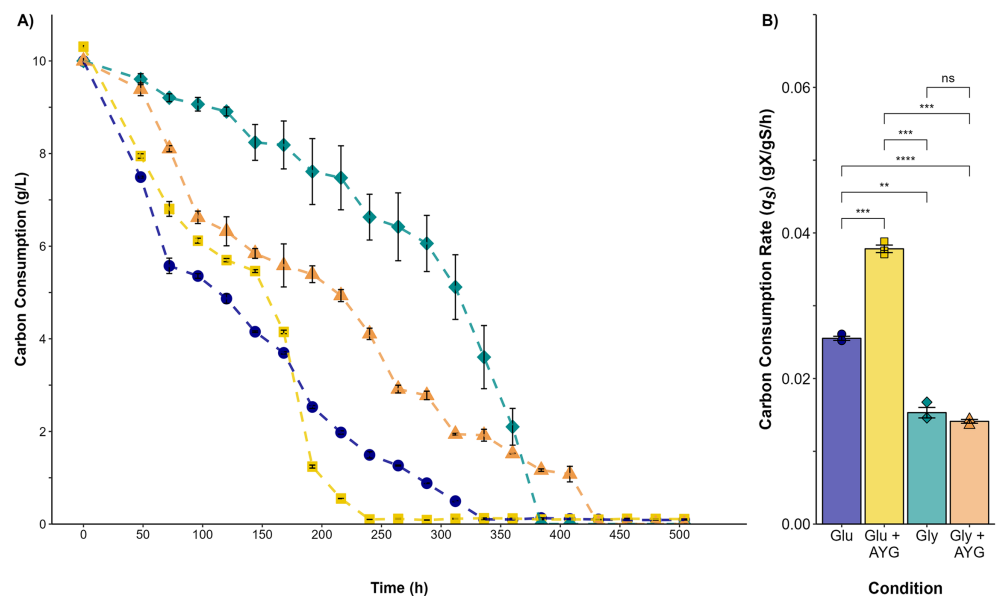 A)
Carbon Consumption (g/L)
10
8
6
4
2
0
0
50
100
150
200
250
300
350
400
450
500
Time (h)
B)
Carbon Consumption Rate (qS) (gX/gS/h)
0.06
0.04
0.02
0.00
ns
***
***
****
**
***
Glu
Glu +
AYG
Gly
Gly +
AYG
Condition